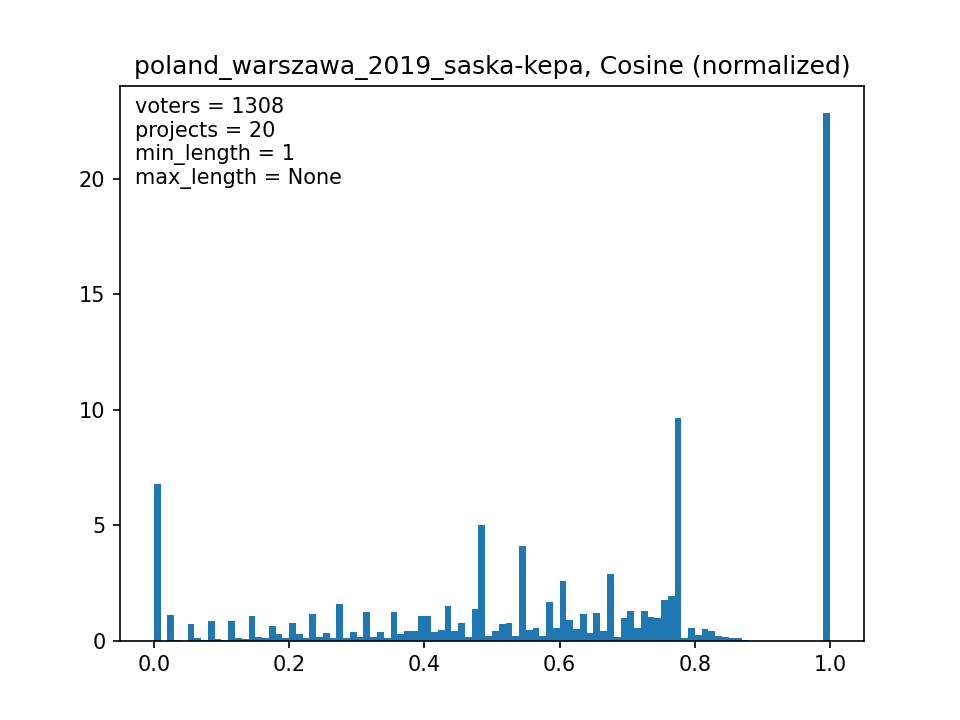 poland_warszawa_2019_saska-kepa, Cosine (normalized)
voters = 1308
projects = 20
min_length = 1
max_length = None
20
15
10
5
0
0.0 0.2 0.4 0.6 0.8 1.0